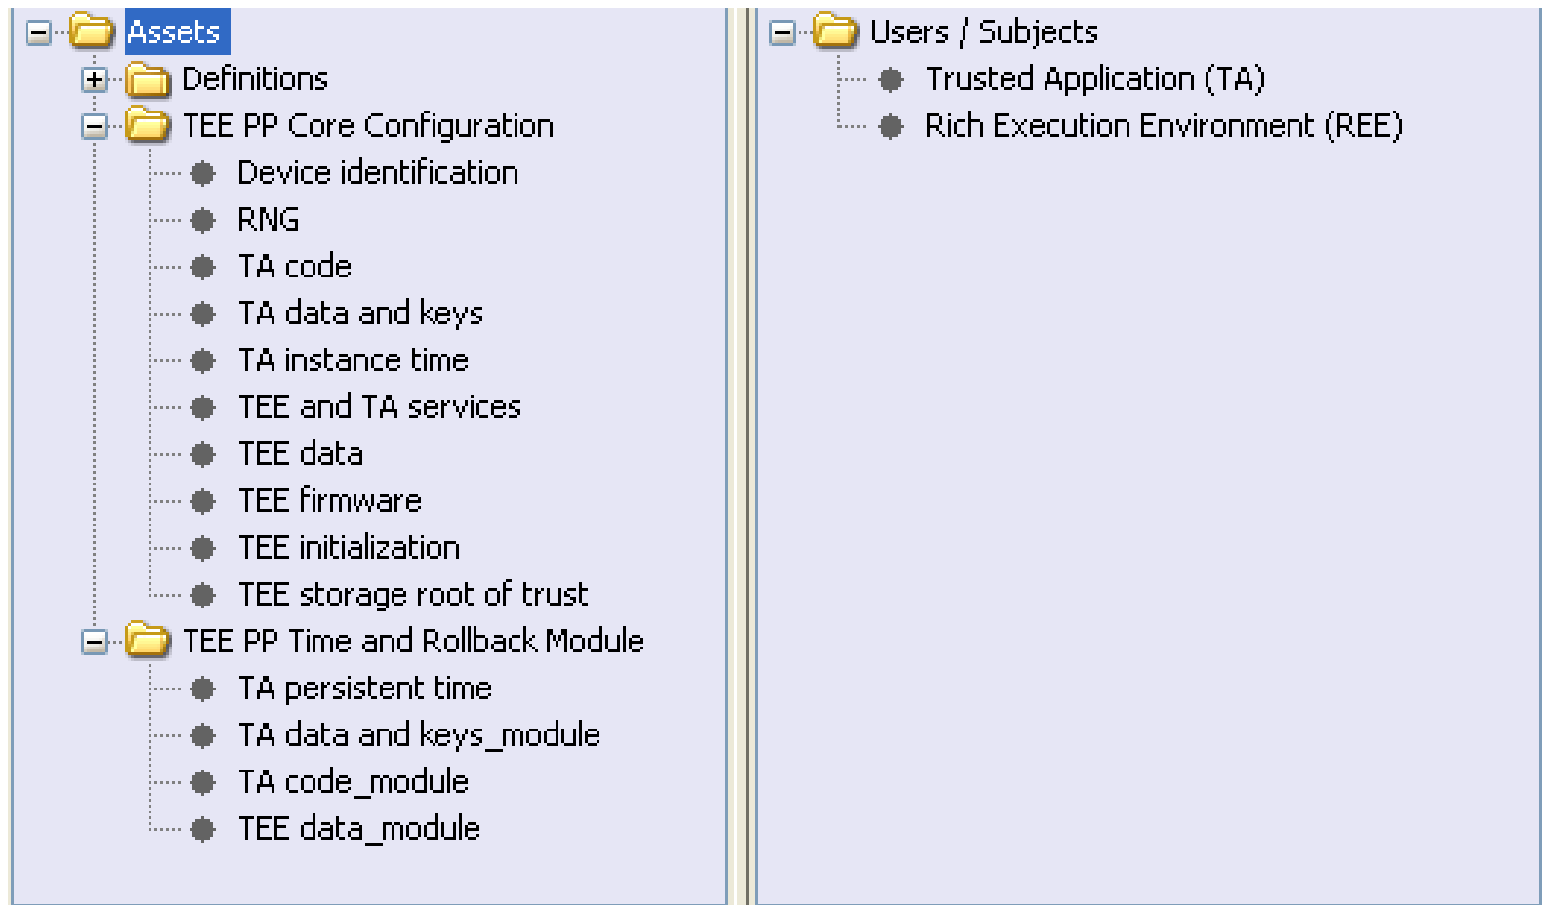 Assets
Definitions
TEE PP Core Configuration
Device identification
RNG
TA code
TA data and keys
TA instance time
TEE and TA services
TEE data
TEE firmware
TEE initialization
TEE storage root of trust
TEE PP Time and Rollback Module
TA persistent time
TA data and keys_module
TA code_module
TEE data_module
Users / Subjects
Trusted Application (TA)
Rich Execution Environment (REE)